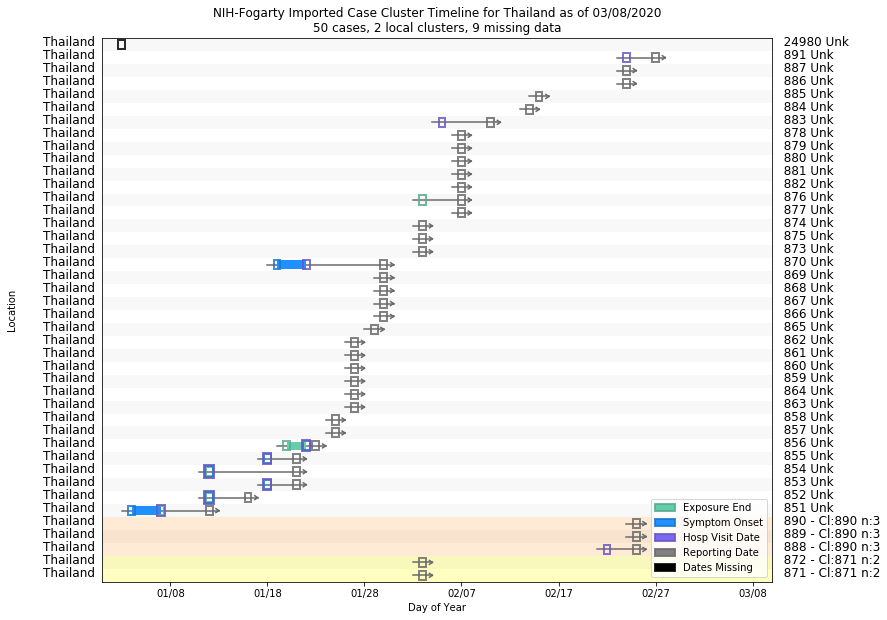 NIH-Fogarty Imported Case Cluster Timeline for Thailand as of 03/08/2020
50 cases, 2 local clusters, 9 missing data
Thailand 24980 Unk
Thailand 891 Unk
Thailand 887 Unk
Thailand 886 Unk
Thailand 885 Unk
Thailand 884 Unk
Thailand 883 Unk
Thailand 878 Unk
Thailand 879 Unk
Thailand 880 Unk
Thailand 881 Unk
Thailand 882 Unk
Thailand 876 Unk
Thailand 877 Unk
Thailand 874 Unk
Thailand 875 Unk
Thailand 873 Unk
Thailand 870 Unk
Thailand 869 Unk
Thailand 868 Unk
Thailand 867 Unk
Thailand 866 Unk
Thailand 865 Unk
Thailand 862 Unk
Thailand 861 Unk
Thailand 860 Unk
Thailand 859 Unk
Thailand 864 Unk
Thailand 863 Unk
Thailand 858 Unk
Thailand 857 Unk
Thailand 856 Unk
Thailand 855 Unk
Thailand 854 Unk
Thailand 853 Unk
Thailand 852 Unk
Thailand 851 Unk
Thailand 890 - Cl:890 n:3
Thailand 889 - Cl:890 n:3
Thailand 888 - Cl:890 n:3
Thailand 872 - Cl:871 n:2
Thailand 871 - Cl:871 n:2
Location
Exposure End
Symptom Onset
Hosp Visit Date
Reporting Date
Dates Missing
01/08 01/18 01/28 02/07 02/17 02/27 03/08
Day of Year